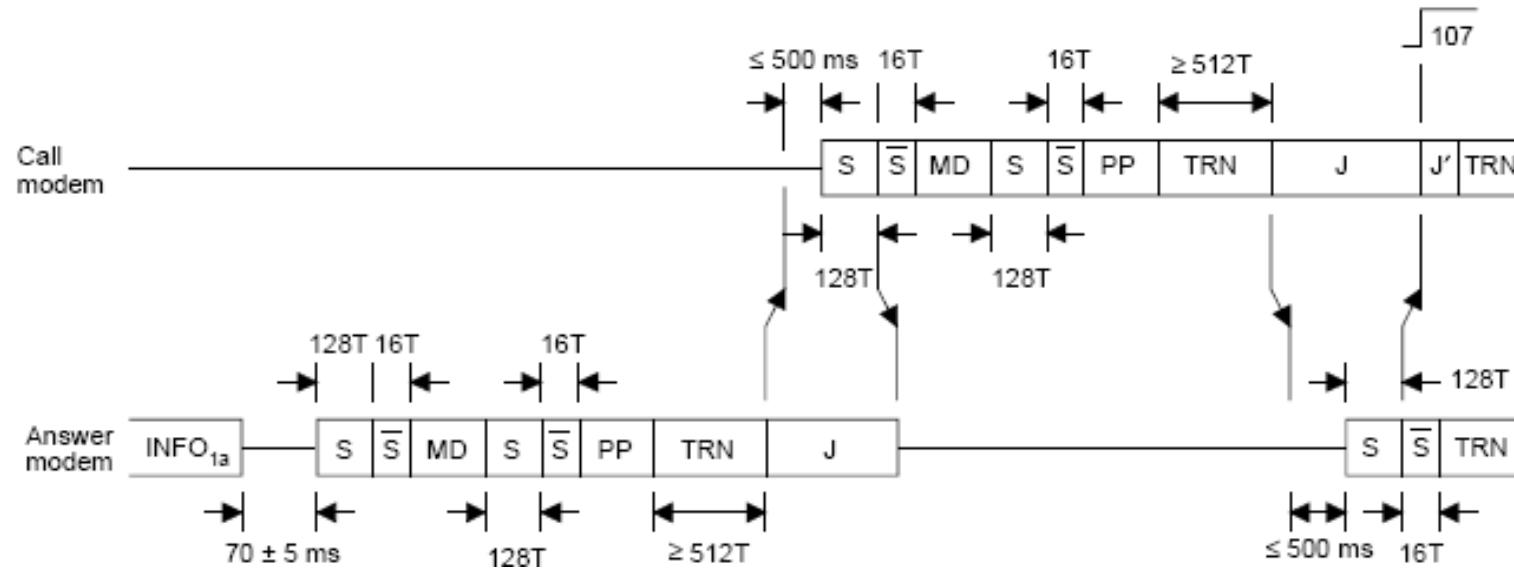 107
≤ 500 ms 16T 16T ≥ 512T
Call modem
S S̅ MD S S̅ PP TRN J J′ TRN
128T 128T
128T 16T 16T 128T
Answer modem
INFO1a S S̅ MD S S̅ PP TRN J S S̅ TRN
70 ± 5 ms 128T ≥ 512T ≤ 500 ms 16T